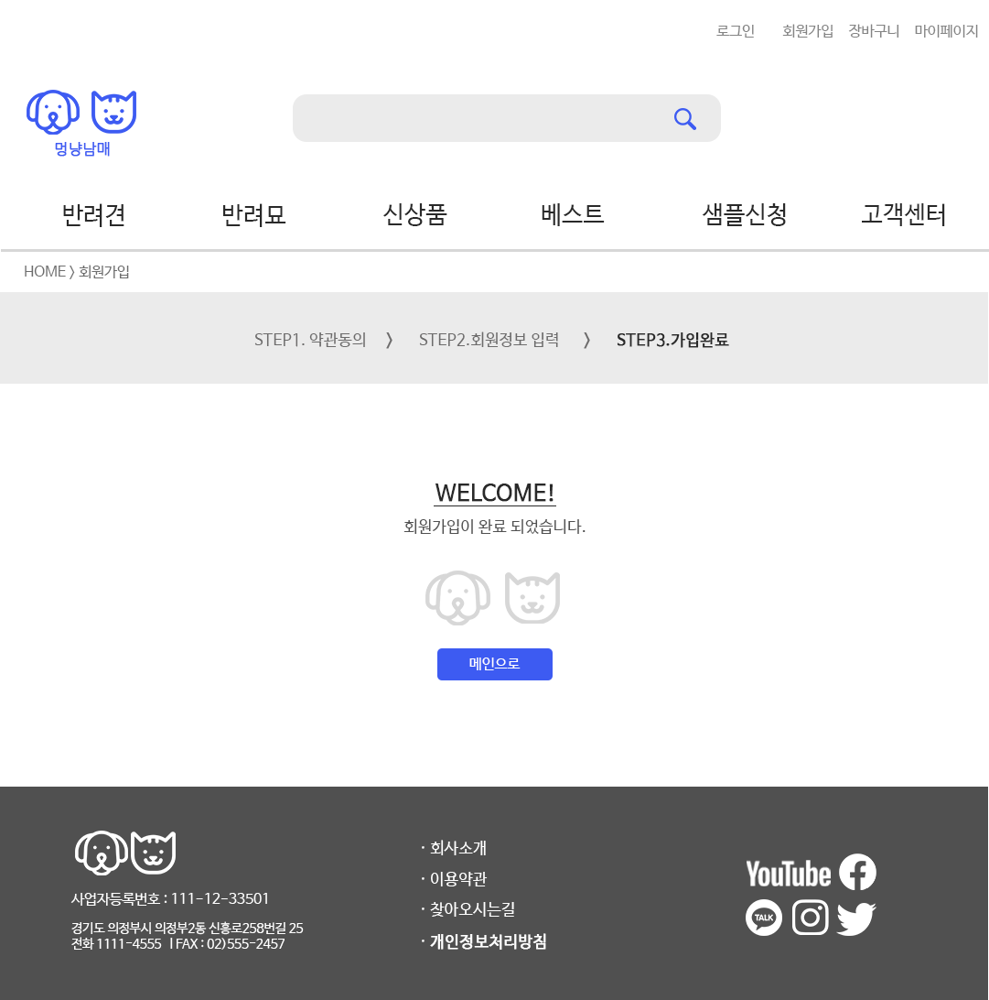 로그인 회원가입 장바구니 마이페이지
멍냥남매
반려견 반려묘 신상품 베스트 샘플신청 고객센터
HOME > 회원가입
STEP1. 약관동의 > STEP2.회원정보 입력 > STEP3.가입완료
WELCOME!
회원가입이 완료 되었습니다.
메인으로
사업자등록번호 : 111-12-33501
경기도 의정부시 의정부2통 신흥로258번길 25
전화 1111-4555 ㅣFAX : 02)555-2457
· 회사소개
· 이용약관
· 찾아오시는길
· 개인정보처리방침
YouTube
TALK